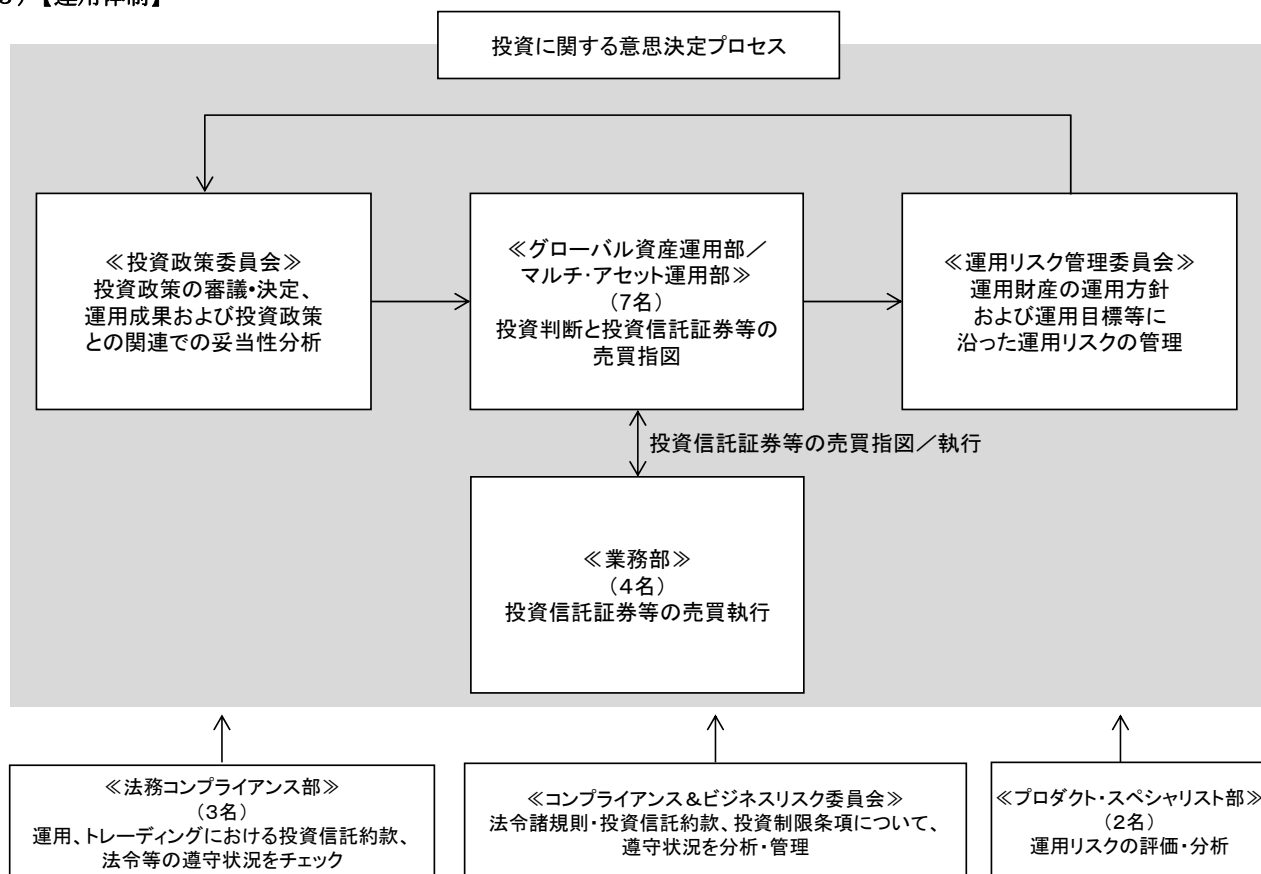 【運用体制】
投資に関する意思決定プロセス
≪投資政策委員会≫
投資政策の審議・決定、
運用成果および投資政策
との関連での妥当性分析
≪グローバル資産運用部／
マルチ・アセット運用部≫
（7名）
投資判断と投資信託証券等の
売買指図
≪運用リスク管理委員会≫
運用財産の運用方針
および運用目標等に
沿った運用リスクの管理
投資信託証券等の売買指図／執行
≪業務部≫
（4名）
投資信託証券等の売買執行
≪法務コンプライアンス部≫
（3名）
運用、トレーディングにおける投資信託約款、
法令等の遵守状況をチェック
≪コンプライアンス＆ビジネスリスク委員会≫
法令諸規則・投資信託約款、投資制限条項について、
遵守状況を分析・管理
≪プロダクト・スペシャリスト部≫
（2名）
運用リスクの評価・分析